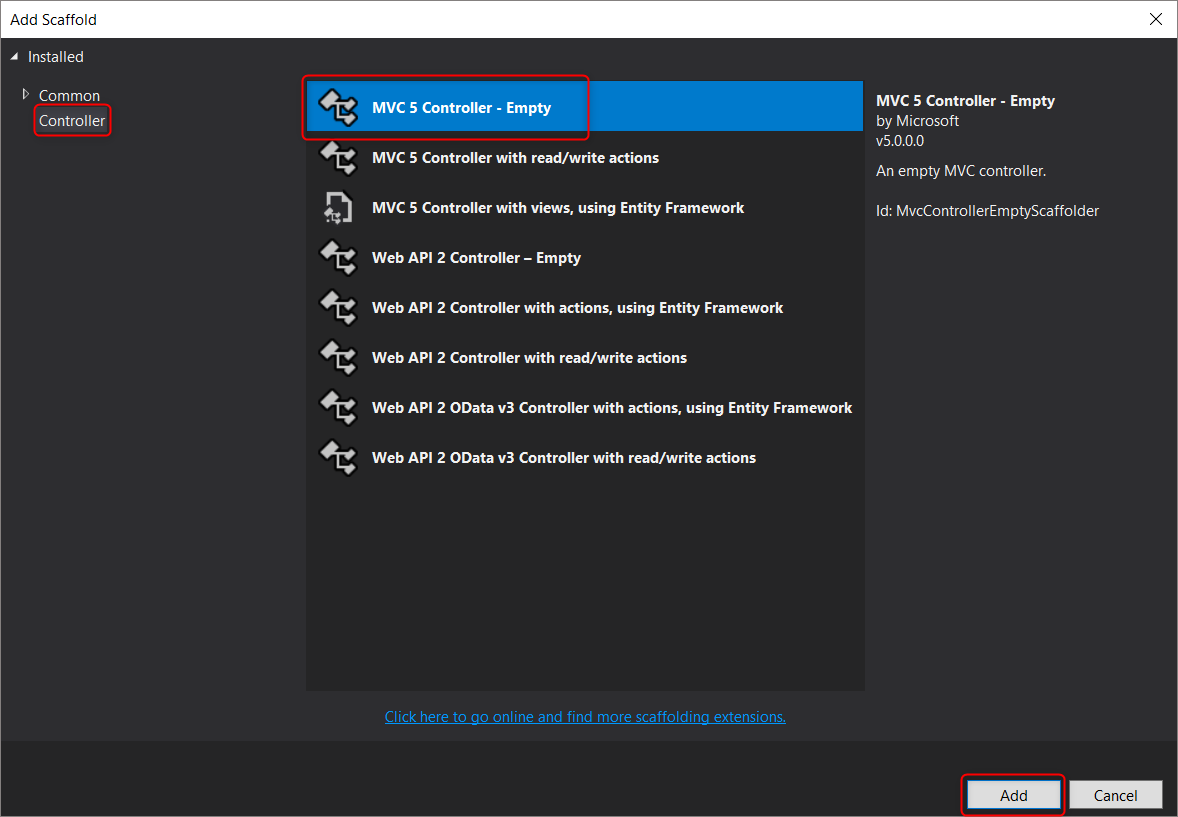 Add Scaffold
Installed
Common
Controller
MVC 5 Controller - Empty
MVC 5 Controller with read/write actions
MVC 5 Controller with views, using Entity Framework
Web API 2 Controller – Empty
Web API 2 Controller with actions, using Entity Framework
Web API 2 Controller with read/write actions
Web API 2 OData v3 Controller with actions, using Entity Framework
Web API 2 OData v3 Controller with read/write actions
MVC 5 Controller - Empty
by Microsoft
v5.0.0.0
An empty MVC controller.
Id: MvcControllerEmptyScaffolder
Click here to go online and find more scaffolding extensions.
Add
Cancel